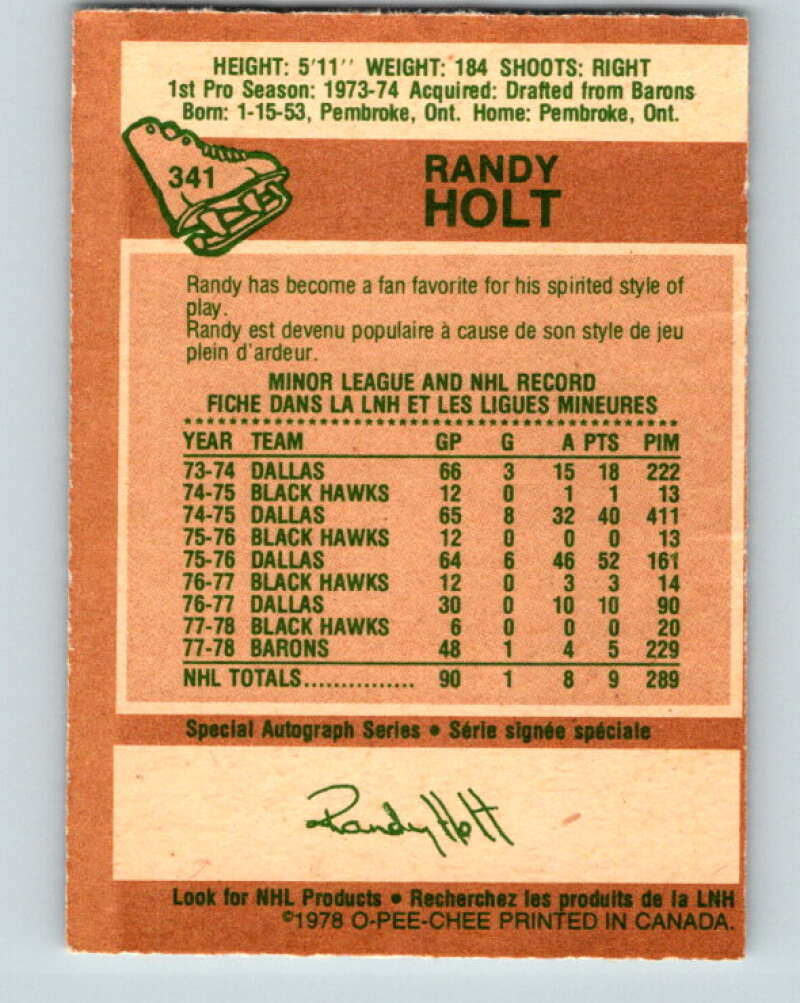 HEIGHT: 5'11'' WEIGHT: 184 SHOOTS: RIGHT
1st Pro Season: 1973-74 Acquired: Drafted from Barons
Born: 1-15-53, Pembroke, Ont. Home: Pembroke, Ont.
341
RANDY
HOLT
Randy has become a fan favorite for his spirited style of
play.
Randy est devenu populaire à cause de son style de jeu
plein d'ardeur.
MINOR LEAGUE AND NHL RECORD
FICHE DANS LA LNH ET LES LIGUES MINEURES
YEAR TEAM GP G A PTS PIM
73-74 DALLAS 66 3 15 18 222
74-75 BLACK HAWKS 12 0 1 1 13
74-75 DALLAS 65 8 32 40 411
75-76 BLACK HAWKS 12 0 0 0 13
75-76 DALLAS 64 6 46 52 161
76-77 BLACK HAWKS 12 0 3 3 14
76-77 DALLAS 30 0 10 10 90
77-78 BLACK HAWKS 6 0 0 0 20
77-78 BARONS 48 1 4 5 229
NHL TOTALS............... 90 1 8 9 289
Special Autograph Series • Série signée spéciale
Randy Holt
Look for NHL Products • Recherchez les produits de la LNH
©1978 O-PEE-CHEE PRINTED IN CANADA.